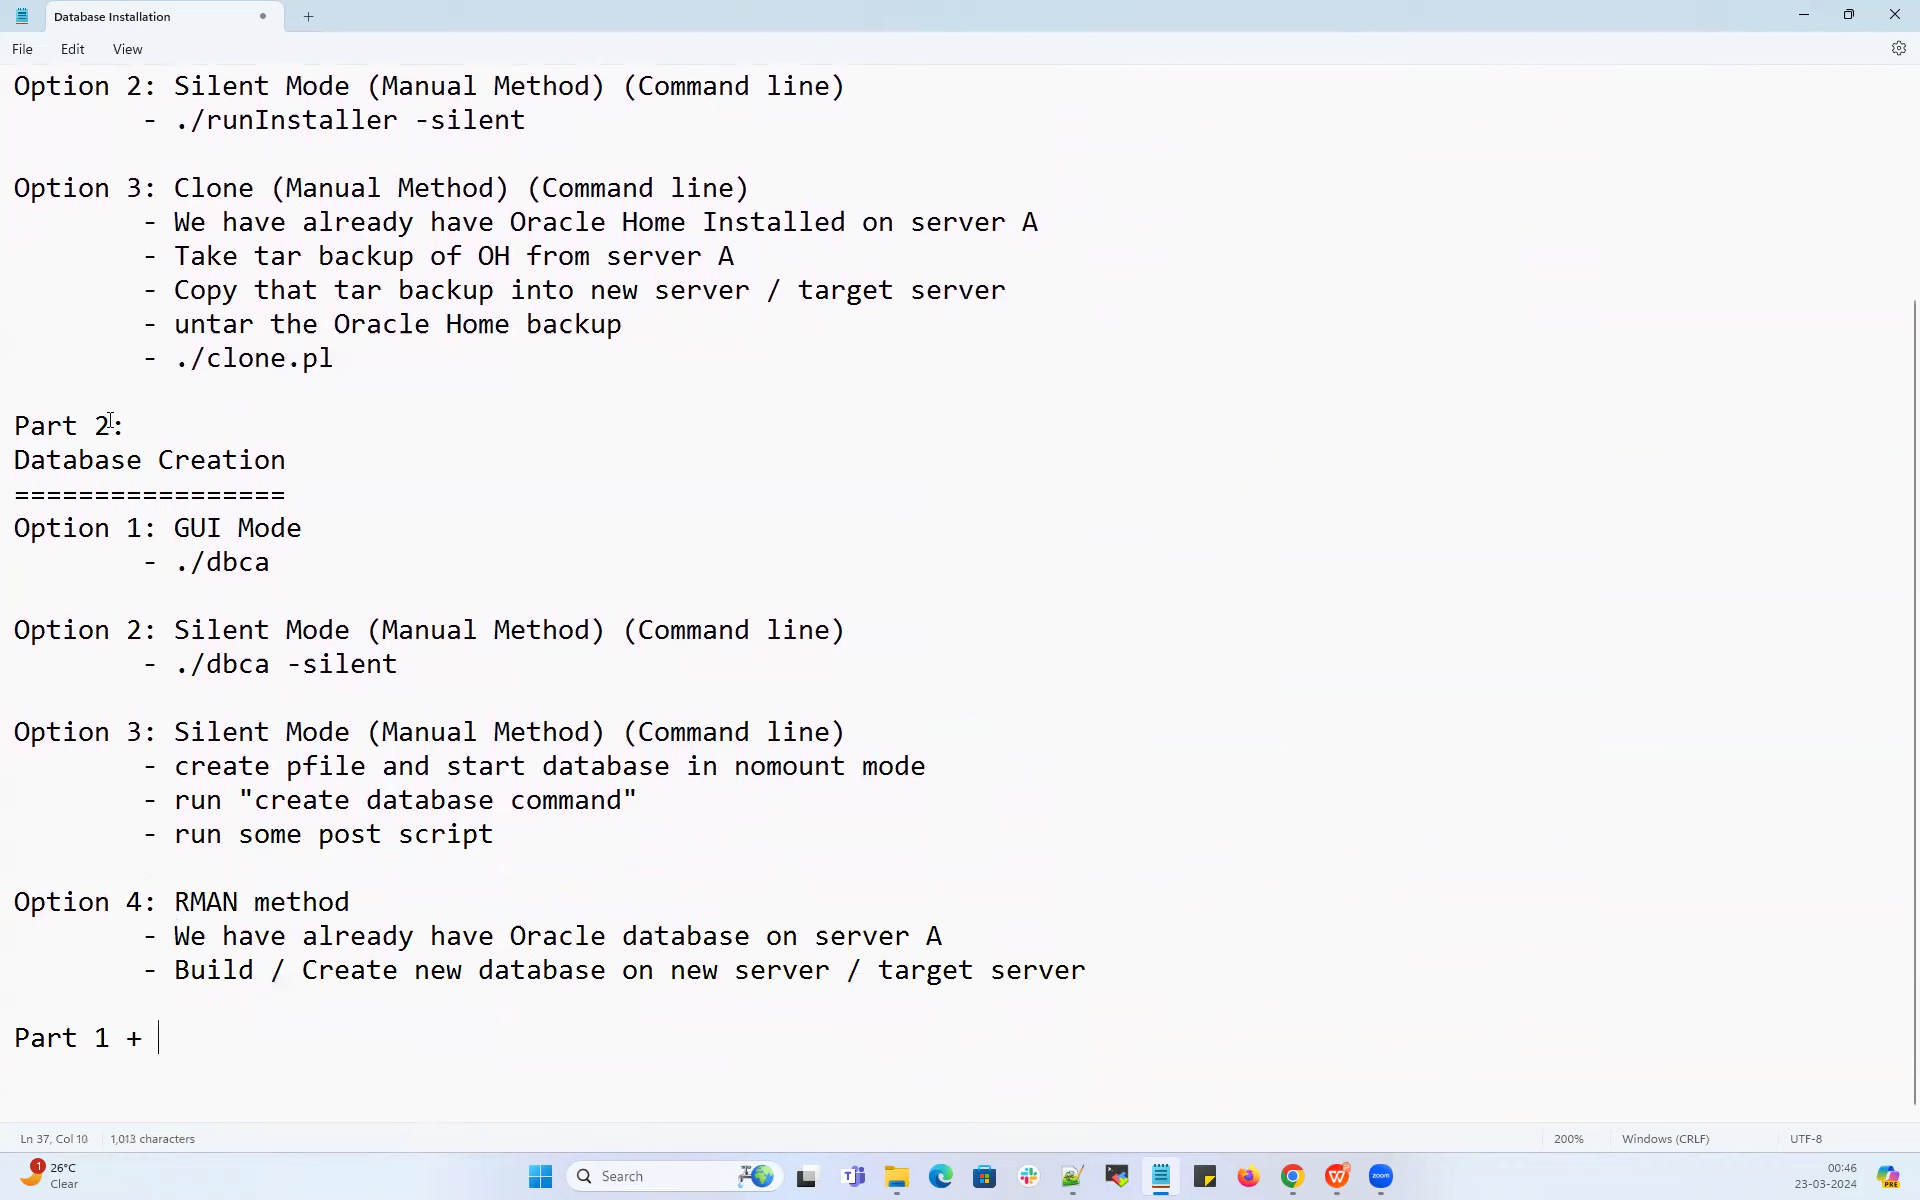 Database Installation
File Edit View
Option 2: Silent Mode (Manual Method) (Command line)
- ./runInstaller -silent
Option 3: Clone (Manual Method) (Command line)
- We have already have Oracle Home Installed on server A
- Take tar backup of OH from server A
- Copy that tar backup into new server / target server
- untar the Oracle Home backup
- ./clone.pl
Part 2:
Database Creation
=================
Option 1: GUI Mode
- ./dbca
Option 2: Silent Mode (Manual Method) (Command line)
- ./dbca -silent
Option 3: Silent Mode (Manual Method) (Command line)
- create pfile and start database in nomount mode
- run "create database command"
- run some post script
Option 4: RMAN method
- We have already have Oracle database on server A
- Build / Create new database on new server / target server
Part 1 +
Ln 37, Col 10 1,013 characters 200% Windows (CRLF) UTF-8
1 26°C Search 00:46
Clear 23-03-2024 PRE